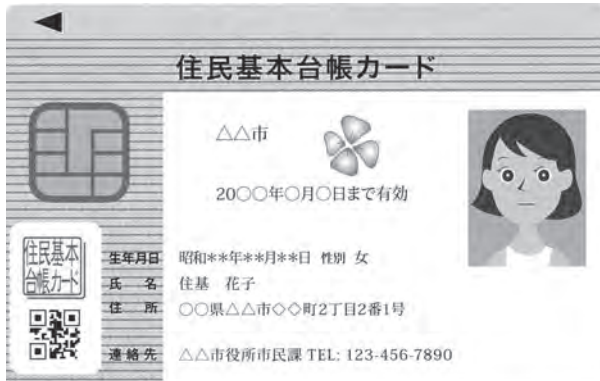 住民基本台帳カード
△△市
20○○年○月○日まで有効
住民基本
台帳カード
生年月日 昭和**年**月**日 性別 女
氏 名 住基 花子
住 所 ○○県△△市◇◇町2丁目2番1号
連絡先 △△市役所市民課 TEL: 123-456-7890